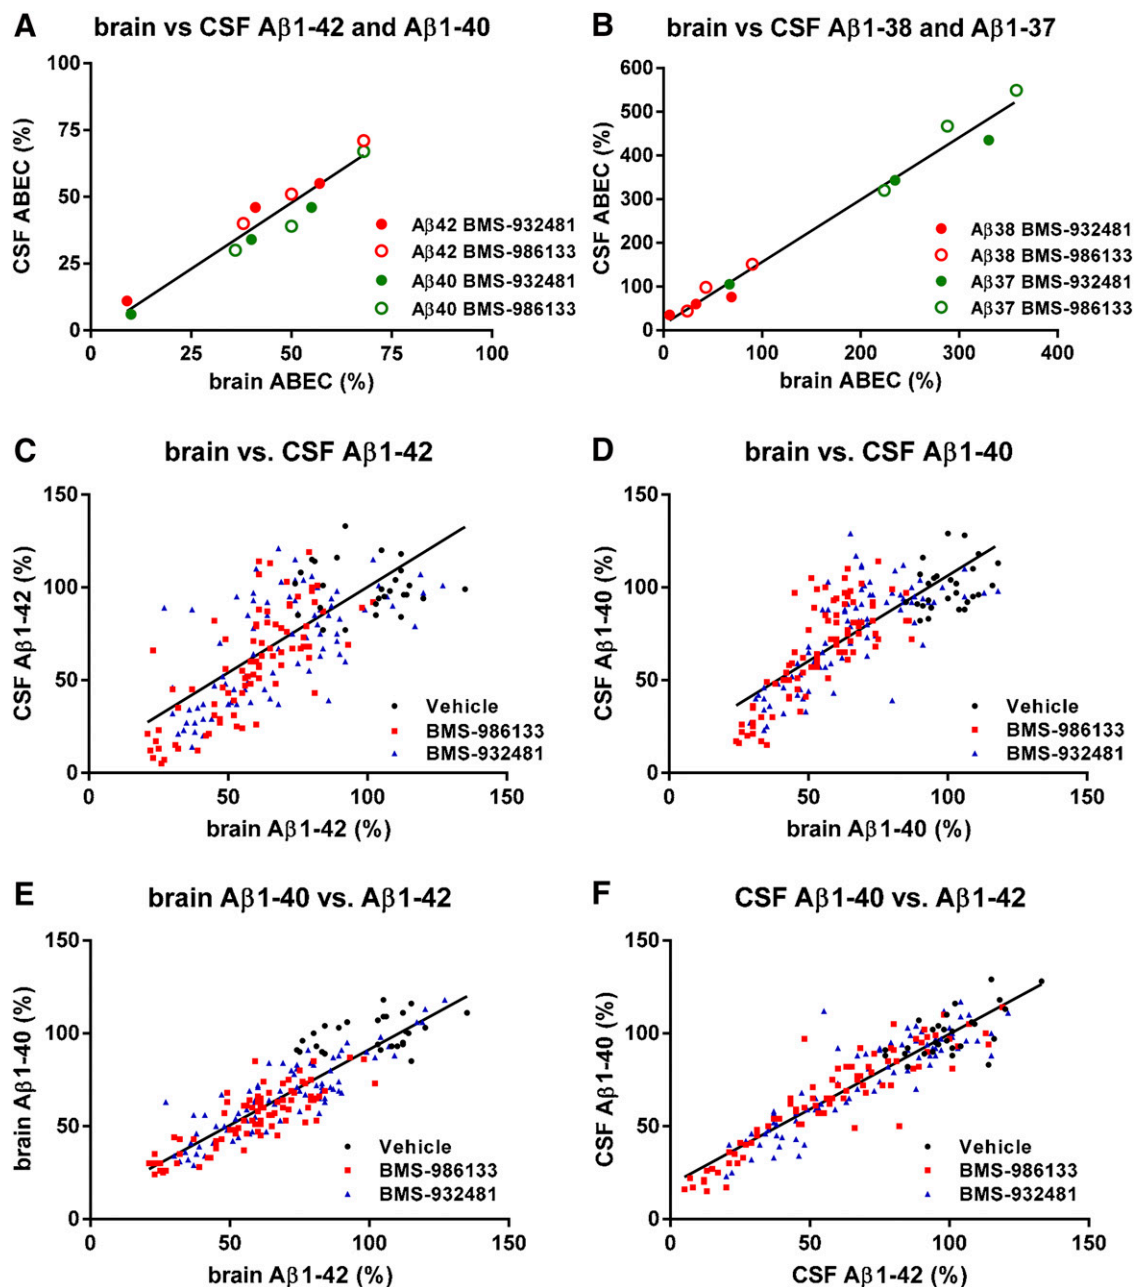 A
brain vs CSF Aβ1-42 and Aβ1-40
100
75
50
25
0
CSF ABEC (%)
Aβ42 BMS-932481
Aβ42 BMS-986133
Aβ40 BMS-932481
Aβ40 BMS-986133
0 25 50 75 100
brain ABEC (%)
B
brain vs CSF Aβ1-38 and Aβ1-37
600
500
400
300
200
100
0
CSF ABEC (%)
Aβ38 BMS-932481
Aβ38 BMS-986133
Aβ37 BMS-932481
Aβ37 BMS-986133
0 100 200 300 400
brain ABEC (%)
C
brain vs. CSF Aβ1-42
150
100
50
0
CSF Aβ1-42 (%)
Vehicle
BMS-986133
BMS-932481
0 50 100 150
brain Aβ1-42 (%)
D
brain vs. CSF Aβ1-40
150
100
50
0
CSF Aβ1-40 (%)
Vehicle
BMS-986133
BMS-932481
0 50 100 150
brain Aβ1-40 (%)
E
brain Aβ1-40 vs. Aβ1-42
150
100
50
0
brain Aβ1-40 (%)
Vehicle
BMS-986133
BMS-932481
0 50 100 150
brain Aβ1-42 (%)
F
CSF Aβ1-40 vs. Aβ1-42
150
100
50
0
CSF Aβ1-40 (%)
Vehicle
BMS-986133
BMS-932481
0 50 100 150
CSF Aβ1-42 (%)